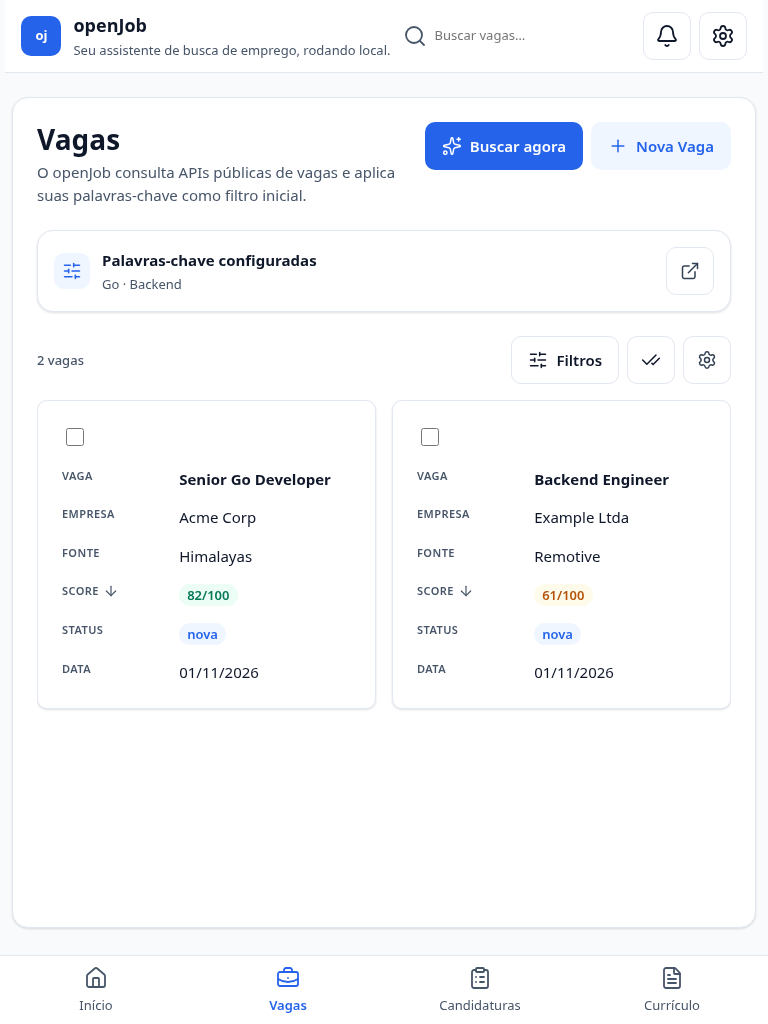 oj
openJob
Seu assistente de busca de emprego, rodando local.
Buscar vagas...
Vagas
O openJob consulta APIs públicas de vagas e aplica
suas palavras-chave como filtro inicial.
Buscar agora
Nova Vaga
Palavras-chave configuradas
Go · Backend
2 vagas
Filtros
VAGA Senior Go Developer
EMPRESA Acme Corp
FONTE Himalayas
SCORE 82/100
STATUS nova
DATA 01/11/2026
VAGA Backend Engineer
EMPRESA Example Ltda
FONTE Remotive
SCORE 61/100
STATUS nova
DATA 01/11/2026
Início
Vagas
Candidaturas
Currículo